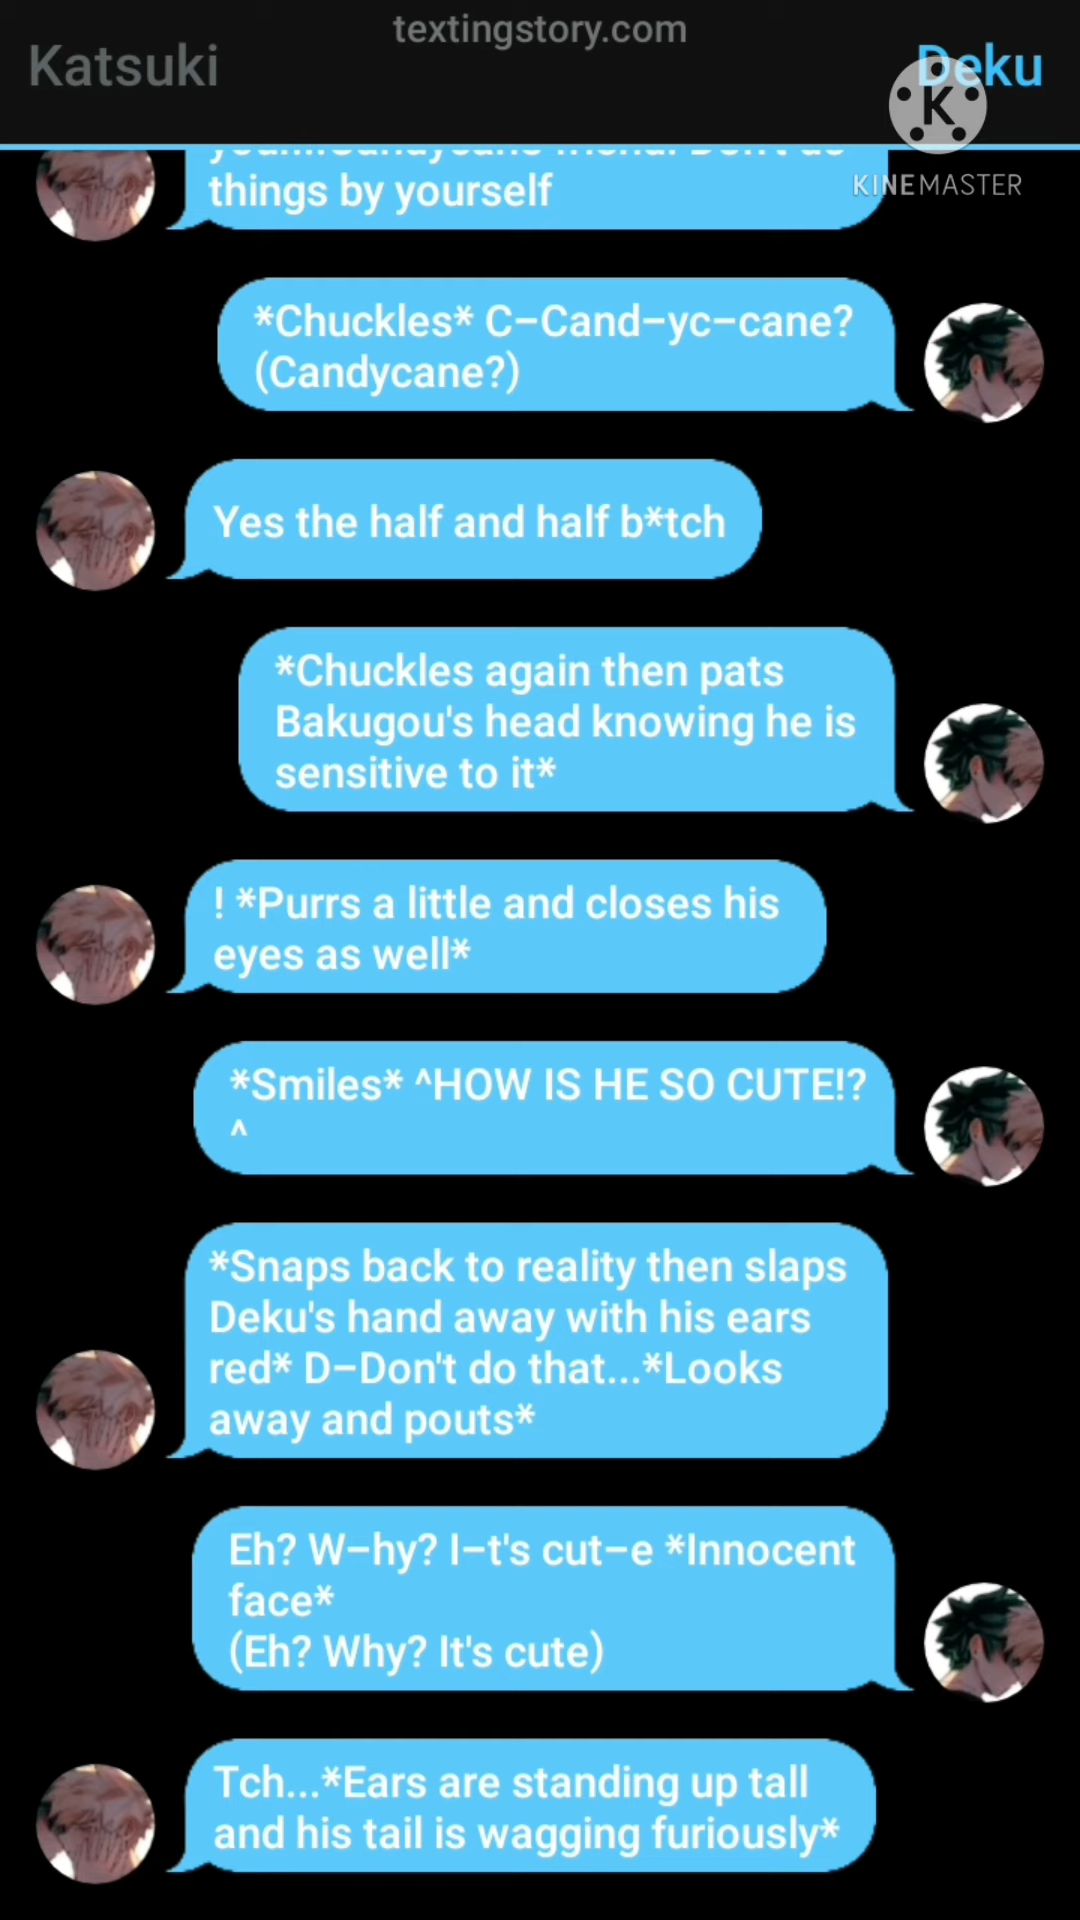 textingstory.com
Katsuki
Deku
K
KINEMASTER
things by yourself
*Chuckles* C-Cand-yc-cane?
(Candycane?)
Yes the half and half b*tch
*Chuckles again then pats
Bakugou's head knowing he is
sensitive to it*
! *Purrs a little and closes his
eyes as well*
*Smiles* ^HOW IS HE SO CUTE!?
^
*Snaps back to reality then slaps
Deku's hand away with his ears
red* D-Don't do that...*Looks
away and pouts*
Eh? W-hy? I-t's cut-e *Innocent
face*
(Eh? Why? It's cute)
Tch...*Ears are standing up tall
and his tail is wagging furiously*